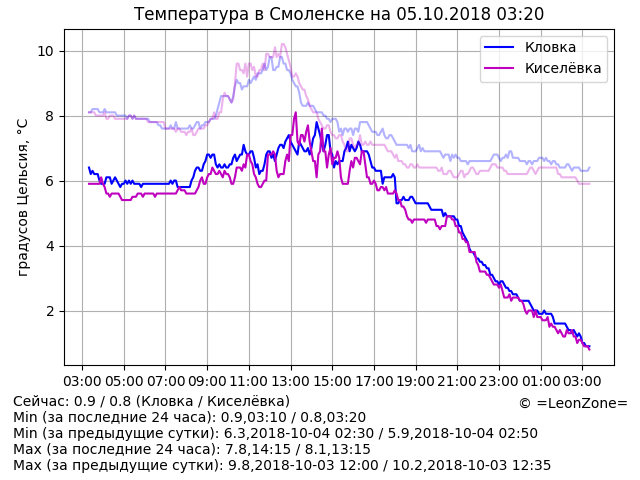 Температура в Смоленске на 05.10.2018 03:20
градусов Цельсия, °C
10
8
6
4
2
Кловка
Киселёвка
03:00 05:00 07:00 09:00 11:00 13:00 15:00 17:00 19:00 21:00 23:00 01:00 03:00
Сейчас: 0.9 / 0.8 (Кловка / Киселёвка)
© =LeonZone=
Min (за последние 24 часа): 0.9,03:10 / 0.8,03:20
Min (за предыдущие сутки): 6.3,2018-10-04 02:30 / 5.9,2018-10-04 02:50
Max (за последние 24 часа): 7.8,14:15 / 8.1,13:15
Max (за предыдущие сутки): 9.8,2018-10-03 12:00 / 10.2,2018-10-03 12:35